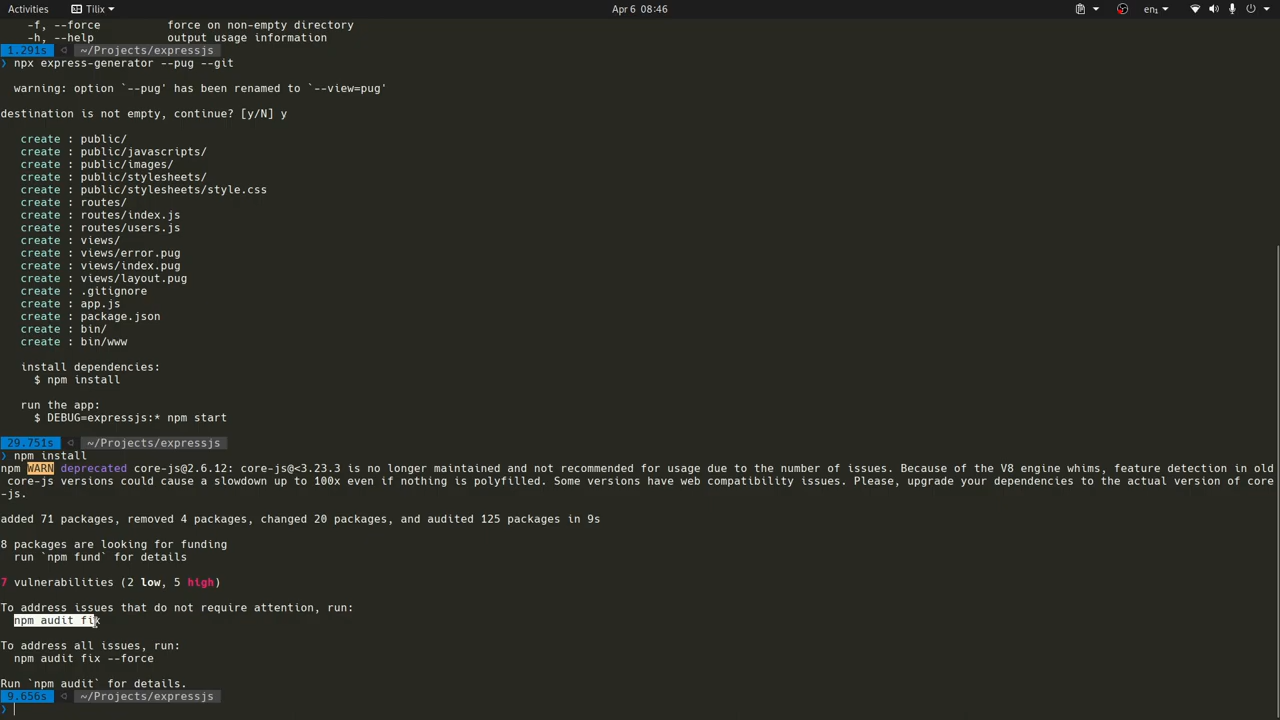 Activities
Tilix
Apr 6 08:46
en₁
-f, --force force on non-empty directory
-h, --help output usage information
1.291s ~/Projects/expressjs
❯ npx express-generator --pug --git
warning: option `--pug' has been renamed to `--view=pug'
destination is not empty, continue? [y/N] y
create : public/
create : public/javascripts/
create : public/images/
create : public/stylesheets/
create : public/stylesheets/style.css
create : routes/
create : routes/index.js
create : routes/users.js
create : views/
create : views/error.pug
create : views/index.pug
create : views/layout.pug
create : .gitignore
create : app.js
create : package.json
create : bin/
create : bin/www
install dependencies:
$ npm install
run the app:
$ DEBUG=expressjs:* npm start
29.751s ~/Projects/expressjs
❯ npm install
npm WARN deprecated core-js@2.6.12: core-js@<3.23.3 is no longer maintained and not recommended for usage due to the number of issues. Because of the V8 engine whims, feature detection in old
core-js versions could cause a slowdown up to 100x even if nothing is polyfilled. Some versions have web compatibility issues. Please, upgrade your dependencies to the actual version of core
-js.
added 71 packages, removed 4 packages, changed 20 packages, and audited 125 packages in 9s
8 packages are looking for funding
run `npm fund` for details
7 vulnerabilities (2 low, 5 high)
To address issues that do not require attention, run:
npm audit fix
To address all issues, run:
npm audit fix --force
Run `npm audit` for details.
9.656s ~/Projects/expressjs
❯